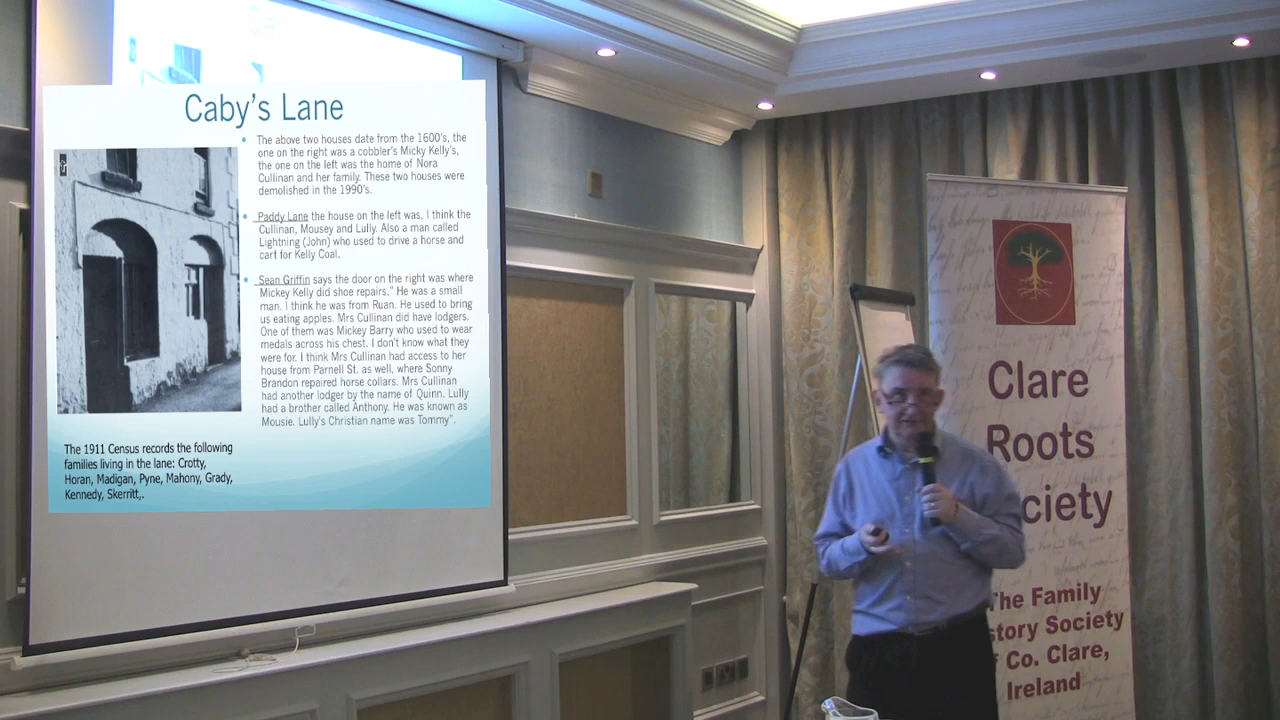 Caby's Lane
The above two houses date from the 1600's, the
one on the right was a cobbler's Micky Kelly's,
the one on the left was the home of Nora
Cullinan and her family. These two houses were
demolished in the 1990's.
Paddy Lane the house on the left was, I think the
Cullinan, Mousey and Lully. Also a man called
Lightning (John) who used to drive a horse and
cart for Kelly Coal.
Sean Griffin says the door on the right was where
Mickey Kelly did shoe repairs." He was a small
man. I think he was from Ruan. He used to bring
us eating apples. Mrs Cullinan did have lodgers.
One of them was Mickey Barry who used to wear
medals across his chest. I don't know what they
were for. I think Mrs Cullinan had access to her
house from Parnell St. as well, where Sonny
Brandon repaired horse collars. Mrs Cullinan
had another lodger by the name of Quinn. Lully
had a brother called Anthony. He was known as
Mousie. Lully's Christian name was Tommy".
The 1911 Census records the following
families living in the lane: Crotty,
Horan, Madigan, Pyne, Mahony, Grady,
Kennedy, Skerritt,.
Clare
Roots
ciety
The Family
story Society
f Co. Clare,
Ireland